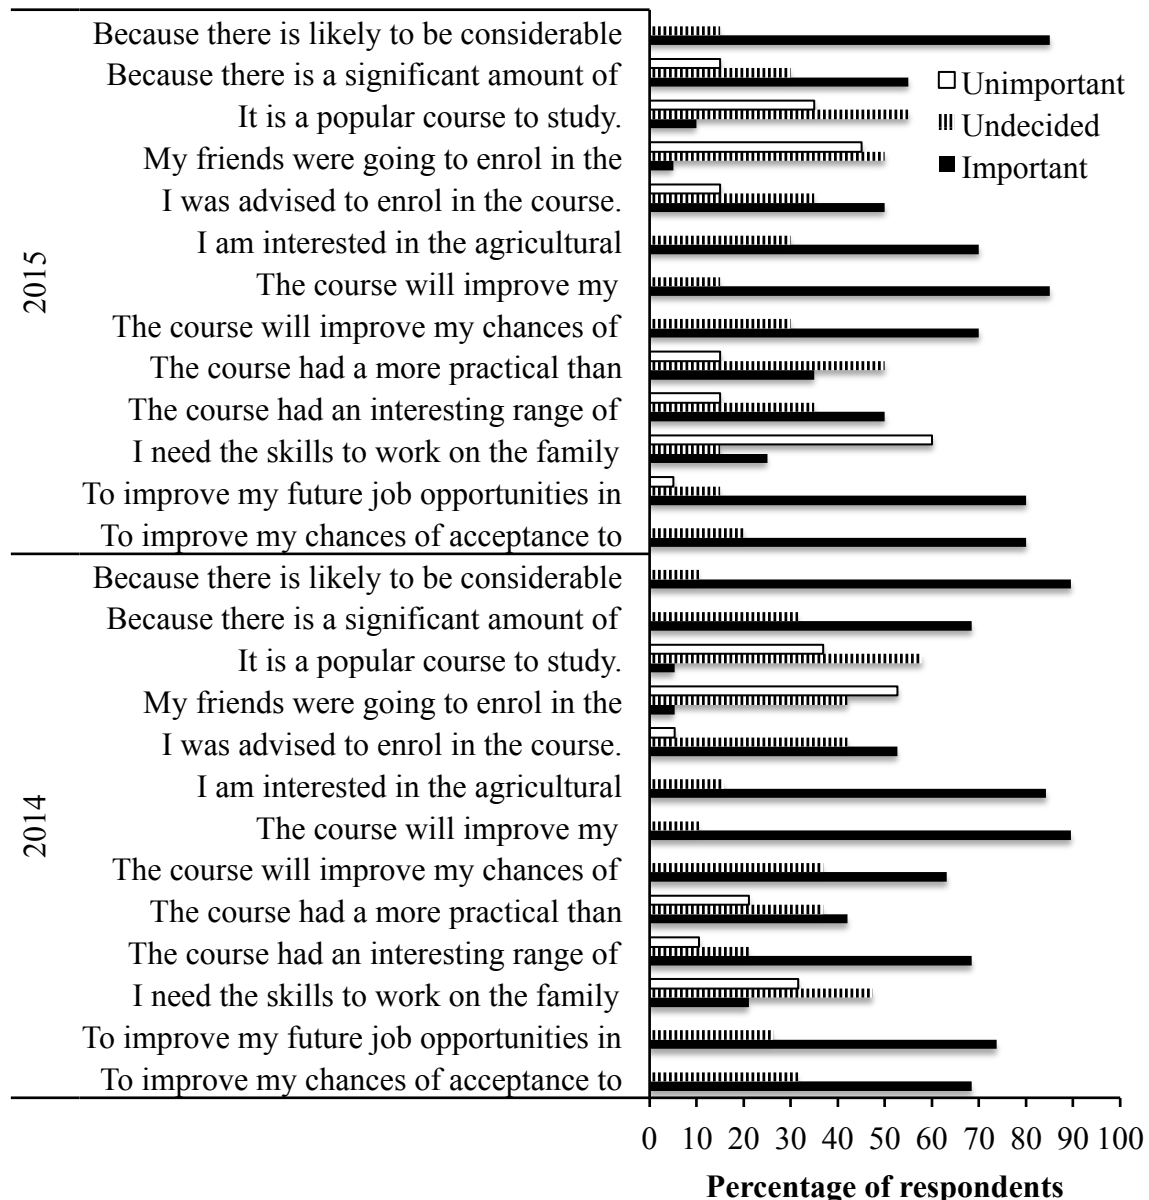 2015
Because there is likely to be considerable
Because there is a significant amount of
It is a popular course to study.
My friends were going to enrol in the
I was advised to enrol in the course.
I am interested in the agricultural
The course will improve my
The course will improve my chances of
The course had a more practical than
The course had an interesting range of
I need the skills to work on the family
To improve my future job opportunities in
To improve my chances of acceptance to
2014
Because there is likely to be considerable
Because there is a significant amount of
It is a popular course to study.
My friends were going to enrol in the
I was advised to enrol in the course.
I am interested in the agricultural
The course will improve my
The course will improve my chances of
The course had a more practical than
The course had an interesting range of
I need the skills to work on the family
To improve my future job opportunities in
To improve my chances of acceptance to
Unimportant
Undecided
Important
0 10 20 30 40 50 60 70 80 90 100
Percentage of respondents